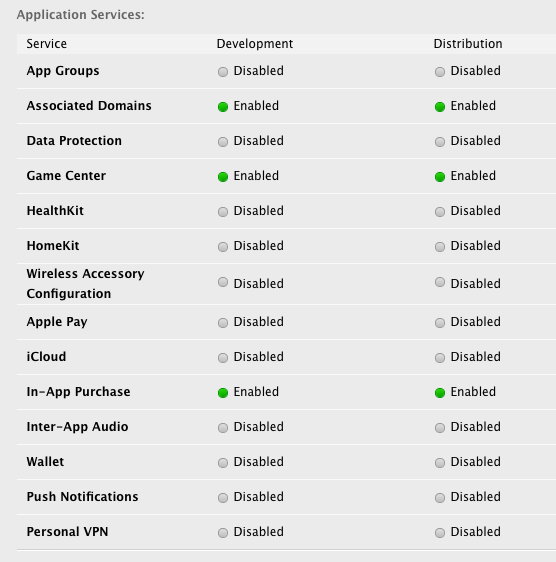 Application Services:
Service Development Distribution
App Groups Disabled Disabled
Associated Domains Enabled Enabled
Data Protection Disabled Disabled
Game Center Enabled Enabled
HealthKit Disabled Disabled
HomeKit Disabled Disabled
Wireless Accessory
Configuration Disabled Disabled
Apple Pay Disabled Disabled
iCloud Disabled Disabled
In-App Purchase Enabled Enabled
Inter-App Audio Disabled Disabled
Wallet Disabled Disabled
Push Notifications Disabled Disabled
Personal VPN Disabled Disabled